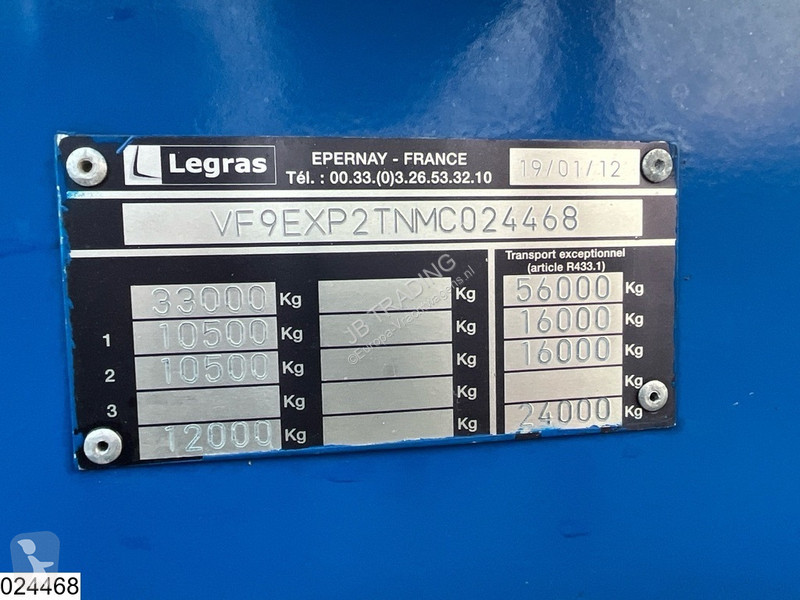 Legras EPERNAY - FRANCE 19/01/12
Tél. : 00.33.(0)3.26.53.32.10
VF9EXP2TNMC024468
Transport exceptionnel
(article R433.1)
33000 Kg Kg 56000 Kg
1 10500 Kg Kg 16000 Kg
2 10500 Kg Kg 16000 Kg
3 Kg Kg Kg
12000 Kg Kg 24000 Kg
JB TRADING
024468